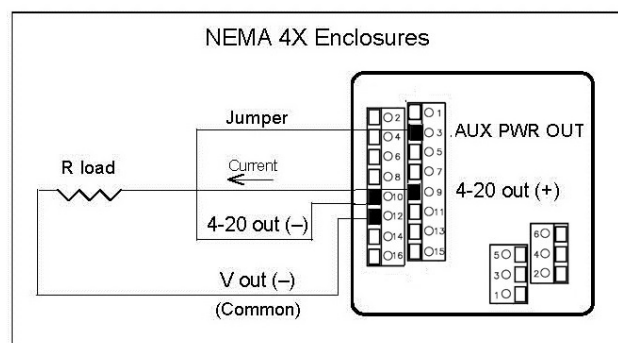 NEMA 4X Enclosures
Jumper
AUX PWR OUT
R load
Current
4-20 out (+)
4-20 out (–)
V out (–)
(Common)
2
4
6
8
10
12
14
16
1
3
5
7
9
11
13
15
5
3
1
6
4
2